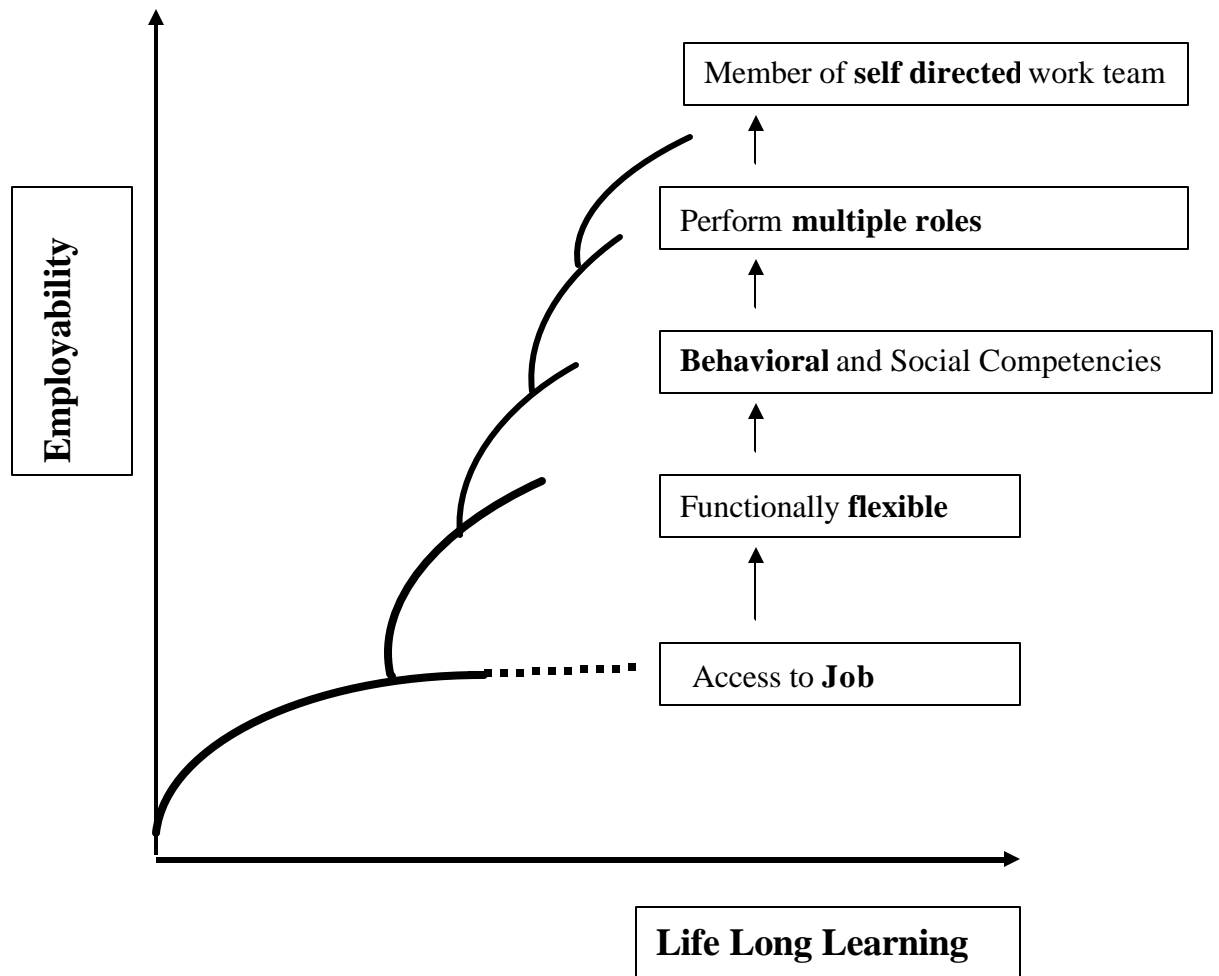 Member of self directed work team
Perform multiple roles
Employability
Behavioral and Social Competencies
Functionally flexible
Access to Job
Life Long Learning